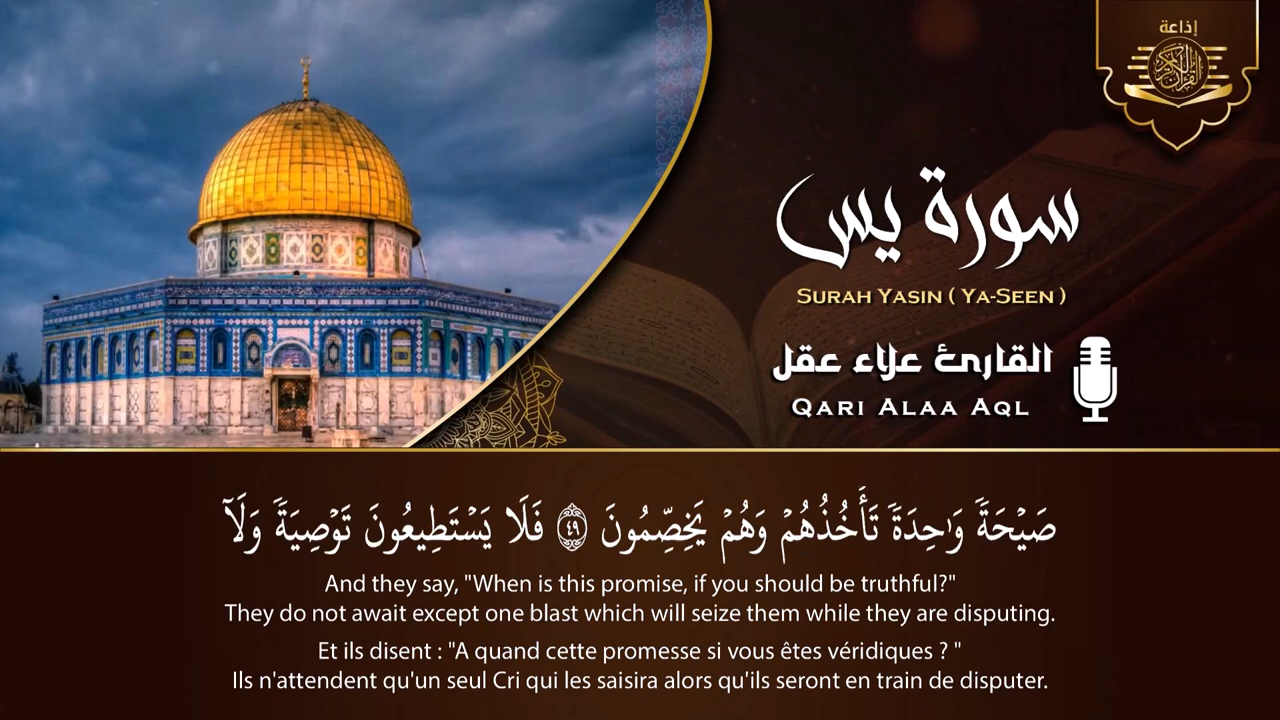 إذاعة
القرآن الكريم
سورة يس
SURAH YASIN ( YA-SEEN )
القارئ علاء عقل
QARI ALAA AQL
صَيْحَةً وَٰحِدَةً تَأْخُذُهُمْ وَهُمْ يَخِصِّمُونَ ٤٩ فَلَا يَسْتَطِيعُونَ تَوْصِيَةً وَلَآ
And they say, "When is this promise, if you should be truthful?"
They do not await except one blast which will seize them while they are disputing.
Et ils disent : "A quand cette promesse si vous êtes véridiques ? "
Ils n'attendent qu'un seul Cri qui les saisira alors qu'ils seront en train de disputer.